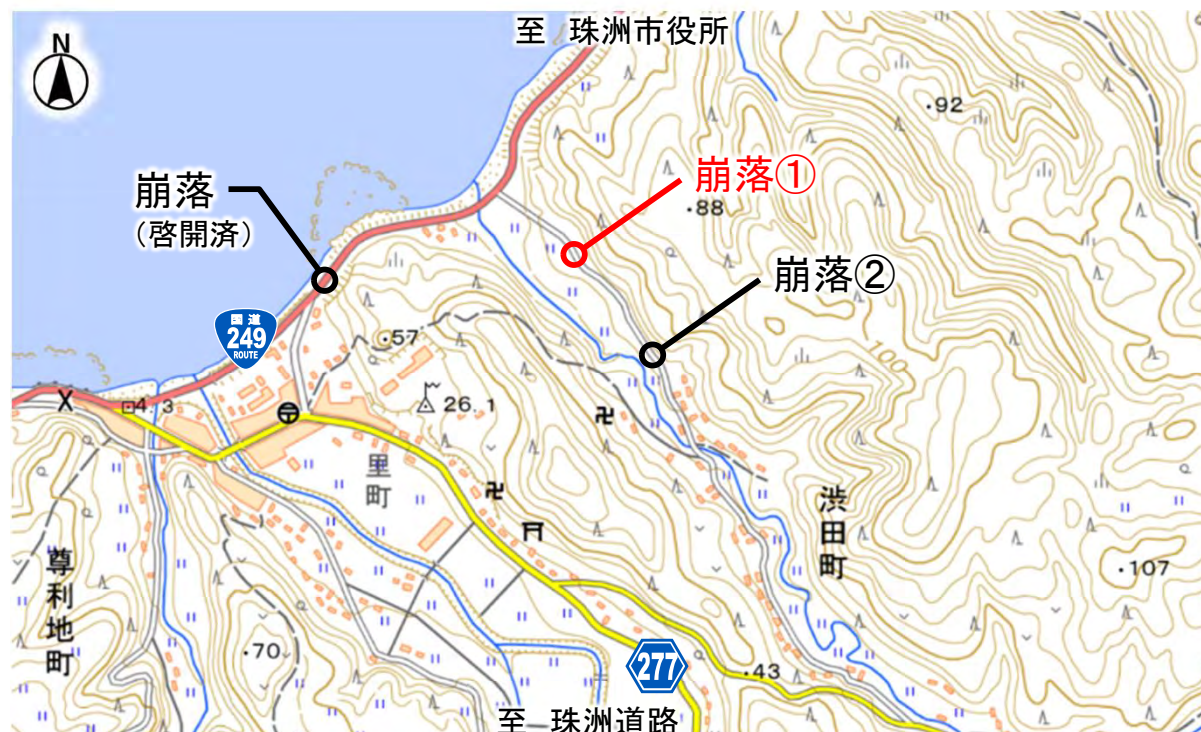 至 珠洲市役所
N
・92
崩落①
崩落
(啓開済)
・88
崩落②
国道
249
ROUTE
・57
100
4.3
26.1
里町
渋田町
尊利地町
・107
・70
277
・43
至 珠洲道路